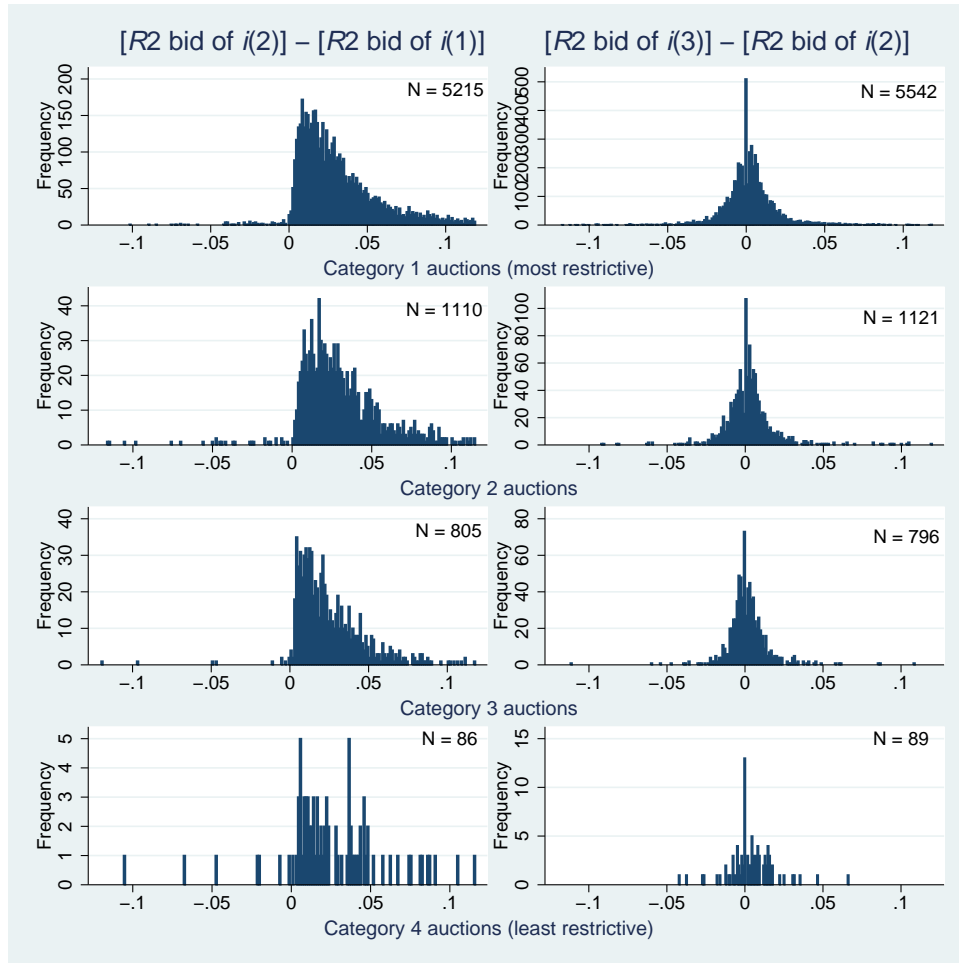 [R2 bid of i(2)] – [R2 bid of i(1)]
[R2 bid of i(3)] – [R2 bid of i(2)]
N = 5215
Frequency
0 50 100 150 200
–.1 –.05 0 .05 .1
N = 5542
Frequency
0 100 200 300 400 500
–.1 –.05 0 .05 .1
Category 1 auctions (most restrictive)
N = 1110
Frequency
0 10 20 30 40
–.1 –.05 0 .05 .1
N = 1121
Frequency
0 20 40 60 80 100
–.1 –.05 0 .05 .1
Category 2 auctions
N = 805
Frequency
0 10 20 30 40
–.1 –.05 0 .05 .1
N = 796
Frequency
0 20 40 60 80
–.1 –.05 0 .05 .1
Category 3 auctions
N = 86
Frequency
0 1 2 3 4 5
–.1 –.05 0 .05 .1
N = 89
Frequency
0 5 10 15
–.1 –.05 0 .05 .1
Category 4 auctions (least restrictive)